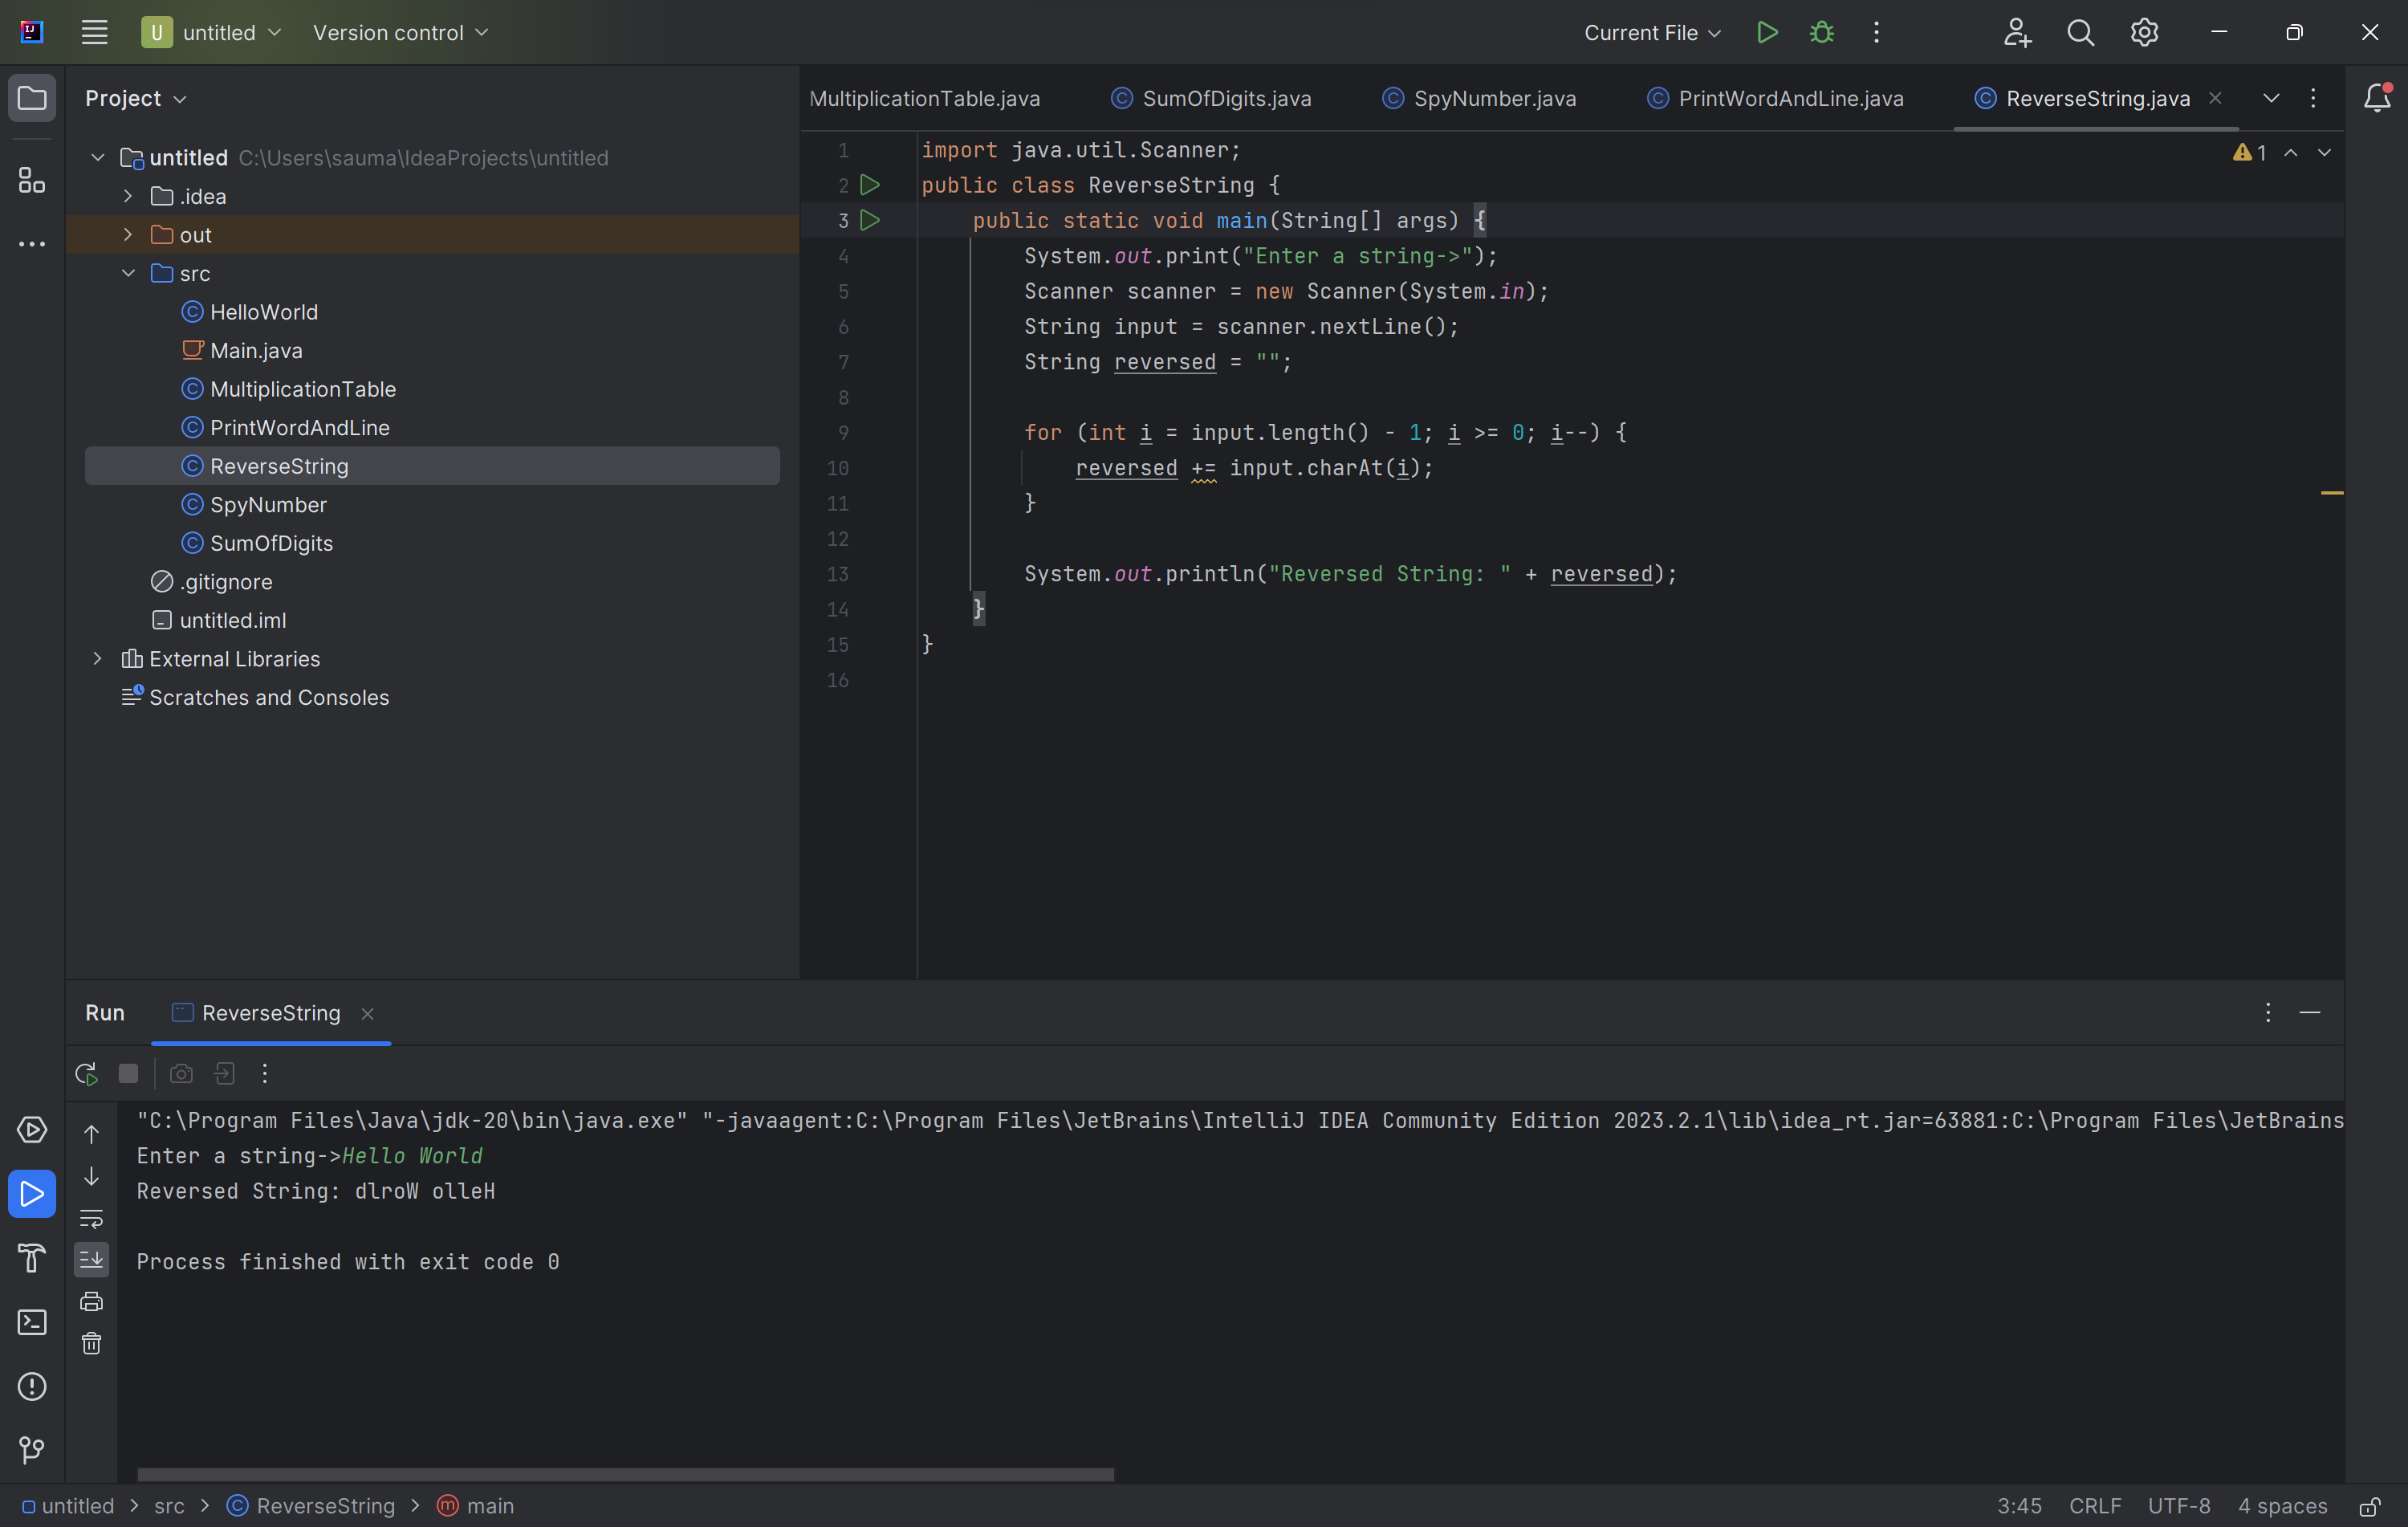 IJ
U untitled Version control Current File
Project
MultiplicationTable.java SumOfDigits.java SpyNumber.java PrintWordAndLine.java ReverseString.java
untitled C:\Users\sauma\IdeaProjects\untitled
.idea
out
src
HelloWorld
Main.java
MultiplicationTable
PrintWordAndLine
ReverseString
SpyNumber
SumOfDigits
.gitignore
untitled.iml
External Libraries
Scratches and Consoles
1
1 import java.util.Scanner;
2 public class ReverseString {
3     public static void main(String[] args) {
4         System.out.print("Enter a string->");
5         Scanner scanner = new Scanner(System.in);
6         String input = scanner.nextLine();
7         String reversed = "";
8
9         for (int i = input.length() - 1; i >= 0; i--) {
10             reversed += input.charAt(i);
11         }
12
13         System.out.println("Reversed String: " + reversed);
14     }
15 }
16
Run ReverseString
"C:\Program Files\Java\jdk-20\bin\java.exe" "-javaagent:C:\Program Files\JetBrains\IntelliJ IDEA Community Edition 2023.2.1\lib\idea_rt.jar=63881:C:\Program Files\JetBrains
Enter a string->Hello World
Reversed String: dlroW olleH
Process finished with exit code 0
untitled > src > ReverseString > main 3:45 CRLF UTF-8 4 spaces